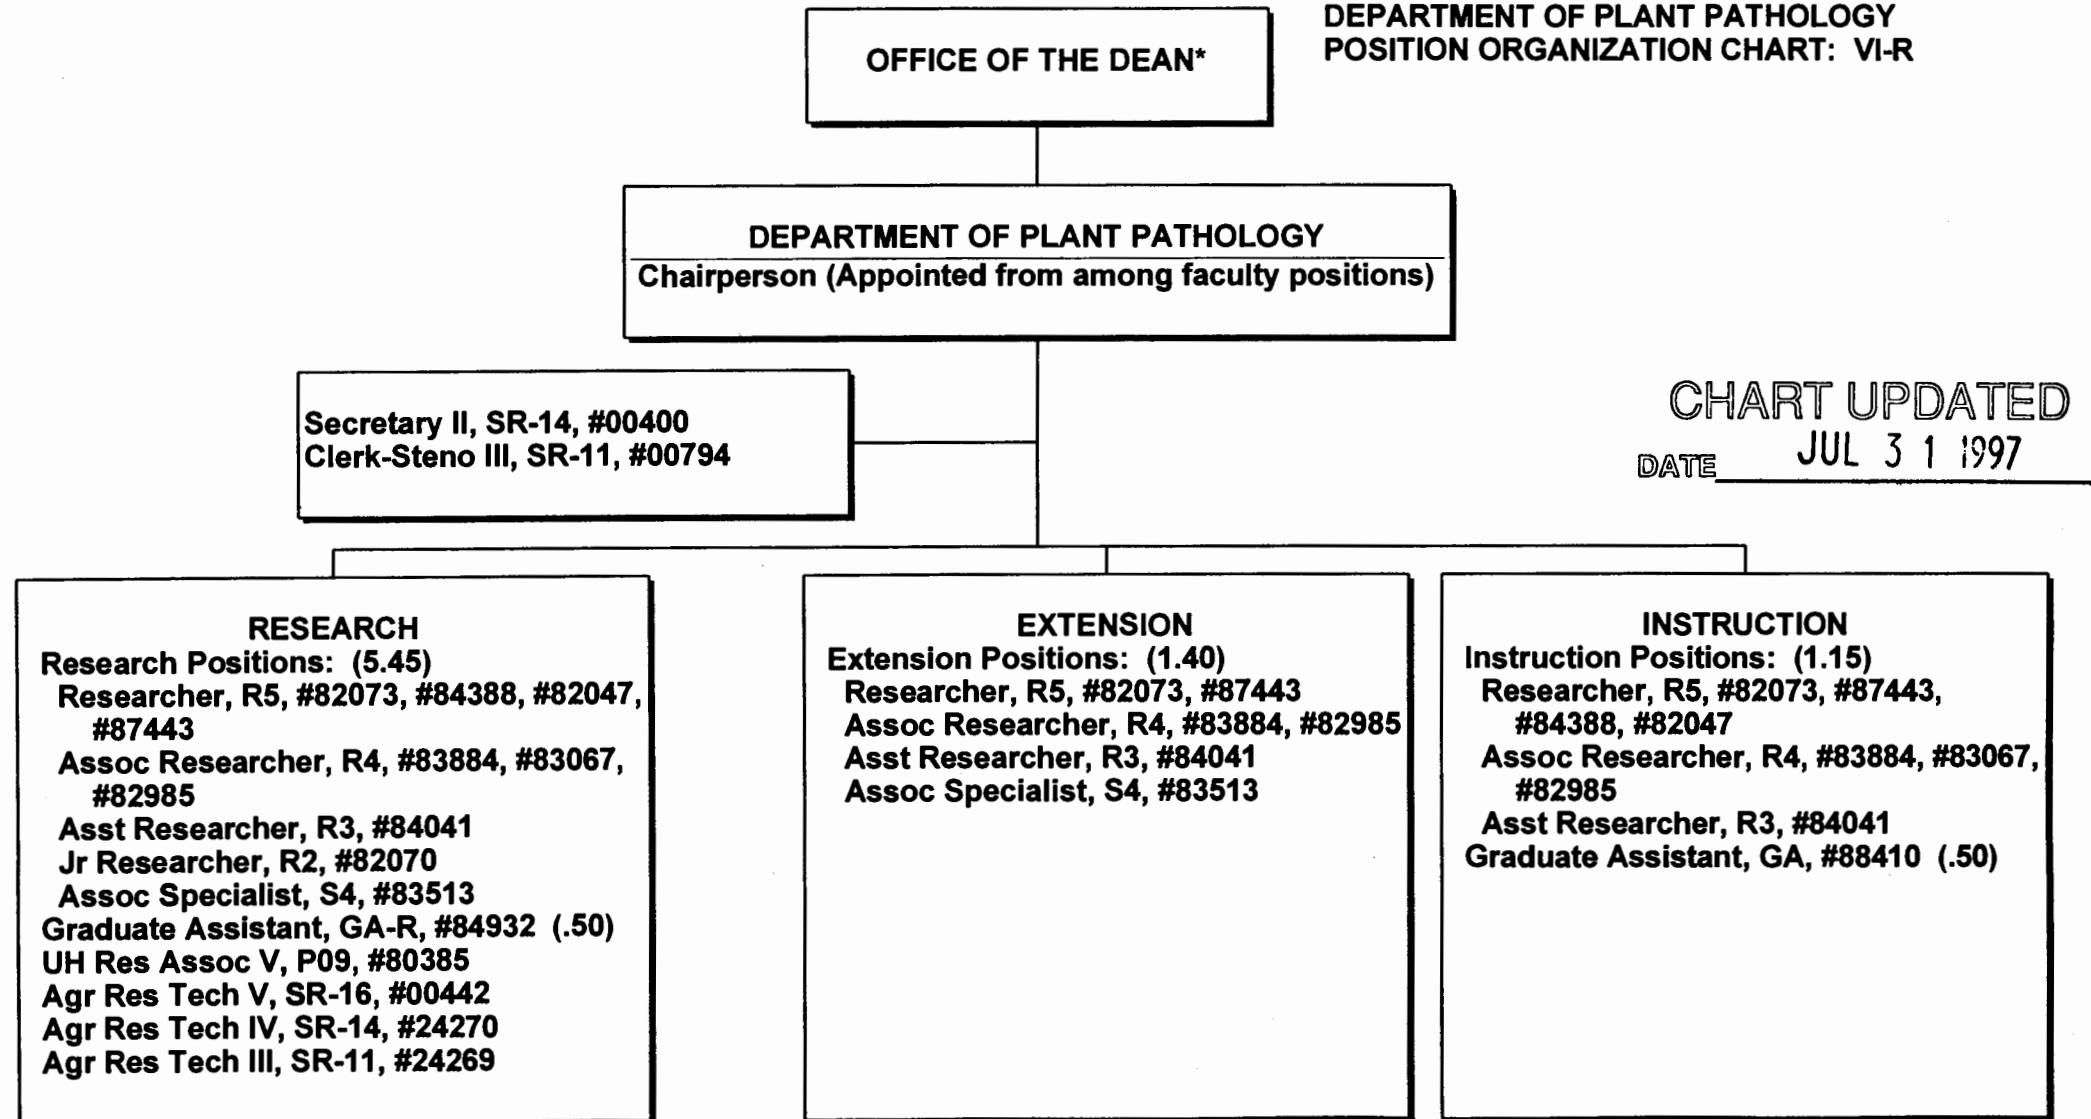 OFFICE OF THE DEAN*
DEPARTMENT OF PLANT PATHOLOGY
POSITION ORGANIZATION CHART: VI-R
DEPARTMENT OF PLANT PATHOLOGY
Chairperson (Appointed from among faculty positions)
Secretary II, SR-14, #00400
Clerk-Steno III, SR-11, #00794
CHART UPDATED
DATE JUL 31 1997
RESEARCH
Research Positions: (5.45)
Researcher, R5, #82073, #84388, #82047,
#87443
Assoc Researcher, R4, #83884, #83067,
#82985
Asst Researcher, R3, #84041
Jr Researcher, R2, #82070
Assoc Specialist, S4, #83513
Graduate Assistant, GA-R, #84932 (.50)
UH Res Assoc V, P09, #80385
Agr Res Tech V, SR-16, #00442
Agr Res Tech IV, SR-14, #24270
Agr Res Tech III, SR-11, #24269
EXTENSION
Extension Positions: (1.40)
Researcher, R5, #82073, #87443
Assoc Researcher, R4, #83884, #82985
Asst Researcher, R3, #84041
Assoc Specialist, S4, #83513
INSTRUCTION
Instruction Positions: (1.15)
Researcher, R5, #82073, #87443,
#84388, #82047
Assoc Researcher, R4, #83884, #83067,
#82985
Asst Researcher, R3, #84041
Graduate Assistant, GA, #88410 (.50)